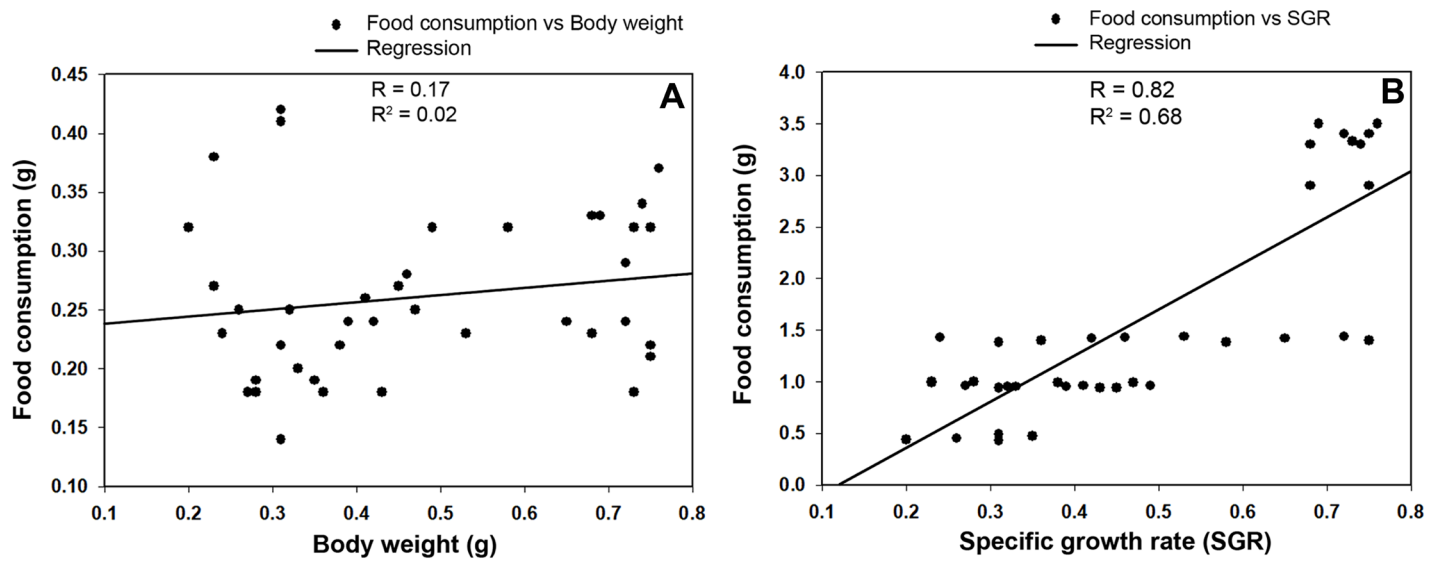 Food consumption vs Body weight
Regression
A
R = 0.17
R² = 0.02
0.45
0.40
0.35
0.30
0.25
0.20
0.15
0.10
Food consumption (g)
0.1 0.2 0.3 0.4 0.5 0.6 0.7 0.8
Body weight (g)
Food consumption vs SGR
Regression
B
R = 0.82
R² = 0.68
4.0
3.5
3.0
2.5
2.0
1.5
1.0
0.5
0.0
Food consumption (g)
0.1 0.2 0.3 0.4 0.5 0.6 0.7 0.8
Specific growth rate (SGR)